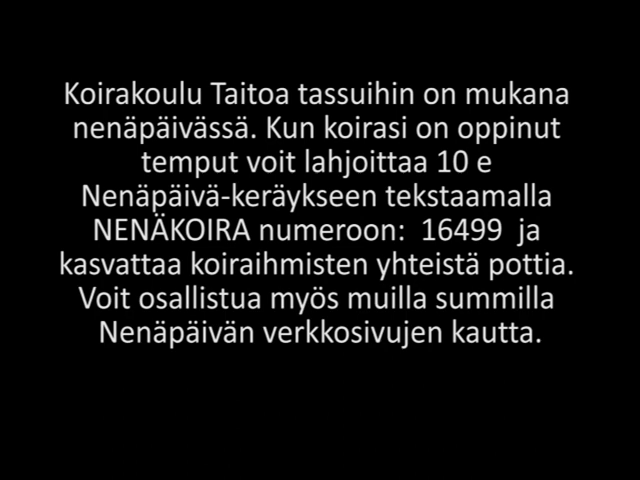 Koirakoulu Taitoa tassuihin on mukana
nenäpäivässä. Kun koirasi on oppinut
temput voit lahjoittaa 10 e
Nenäpäivä-keräykseen tekstaamalla
NENÄKOIRA numeroon: 16499 ja
kasvattaa koiraihmisten yhteistä pottia.
Voit osallistua myös muilla summilla
Nenäpäivän verkkosivujen kautta.